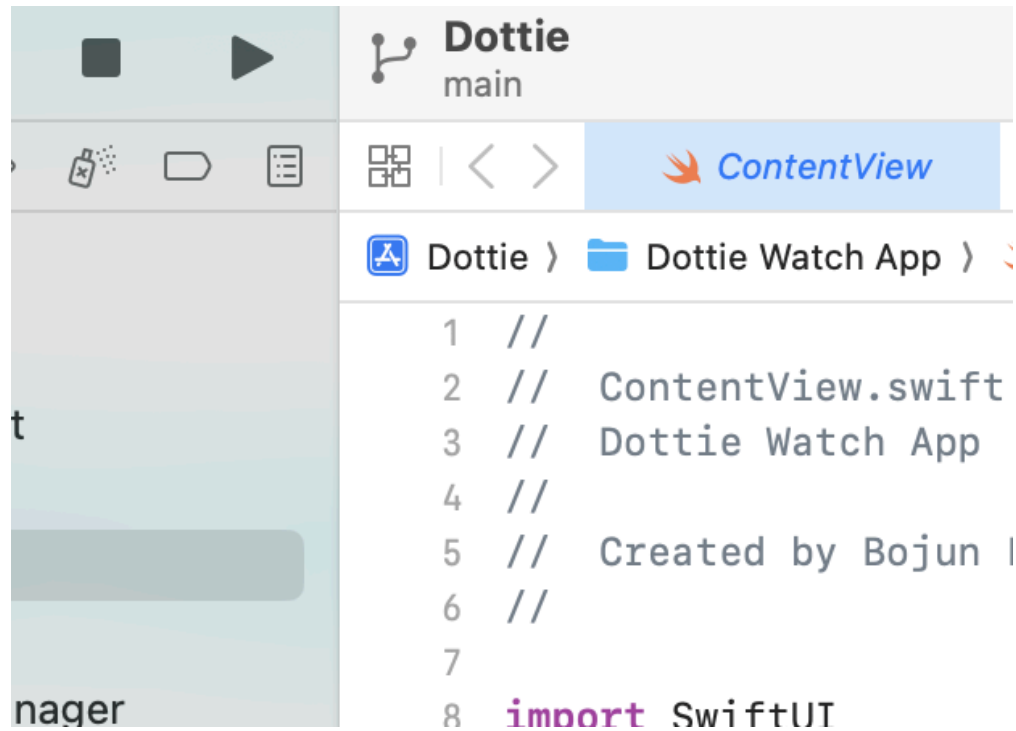 Dottie
main
ContentView
Dottie 〉 Dottie Watch App 〉
t
nager
1 //
2 //  ContentView.swift
3 //  Dottie Watch App
4 //
5 //  Created by Bojun
6 //
7
8 import SwiftUI